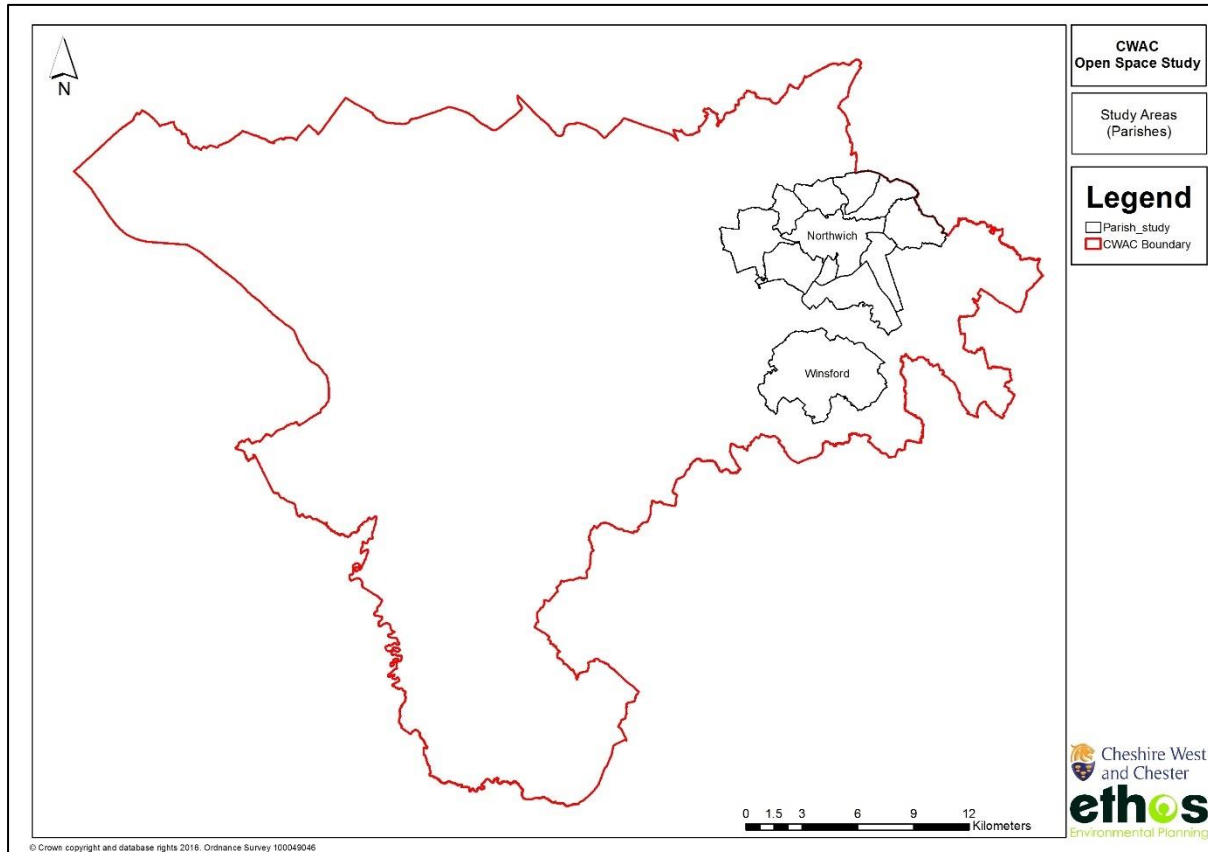 CWAC
Open Space Study
Study Areas
(Parishes)
Legend
Parish_study
CWAC Boundary
N
Northwich
Winsford
0 1.5 3 6 9 12
Kilometers
Cheshire West
and Chester
ethos
Environmental Planning
© Crown copyright and database rights 2016. Ordnance Survey 100049046